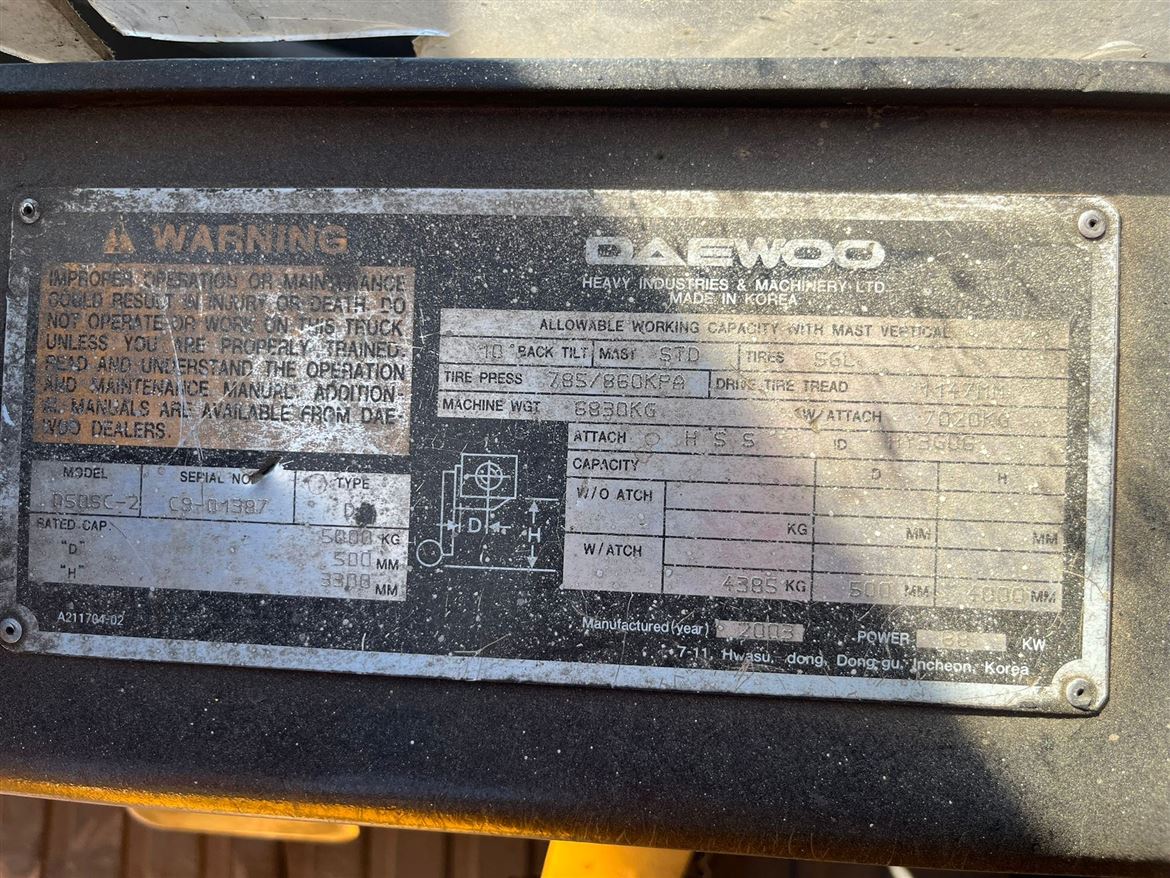 WARNING
IMPROPER OPERATION OR MAINTENANCE
COULD RESULT IN INJURY OR DEATH. DO
NOT OPERATE OR WORK ON THIS TRUCK
UNLESS YOU ARE PROPERLY TRAINED.
READ AND UNDERSTAND THE OPERATION
AND MAINTENANCE MANUAL. ADDITION-
AL MANUALS ARE AVAILABLE FROM DAE-
WOO DEALERS.
MODEL SERIAL NO TYPE
D50SC-2 C9-01387 D
RATED CAP. 5000 KG
"D" 500 MM
"H" 3300 MM
A211704-02
D H
DAEWOO
HEAVY INDUSTRIES & MACHINERY LTD.
MADE IN KOREA
ALLOWABLE WORKING CAPACITY WITH MAST VERTICAL
10° BACK TILT MAST STD TIRES SGL
TIRE PRESS 785/860KPA DRIVE TIRE TREAD
MACHINE WGT 6830KG W/ATTACH 7020KG
ATTACH HSS ID
CAPACITY D H
W/O ATCH
KG MM MM
W/ATCH
4385 KG 500 MM 4000 MM
Manufactured (year) 2003 POWER KW
7-11, Hwasu, dong, Dong-gu, Incheon, Korea